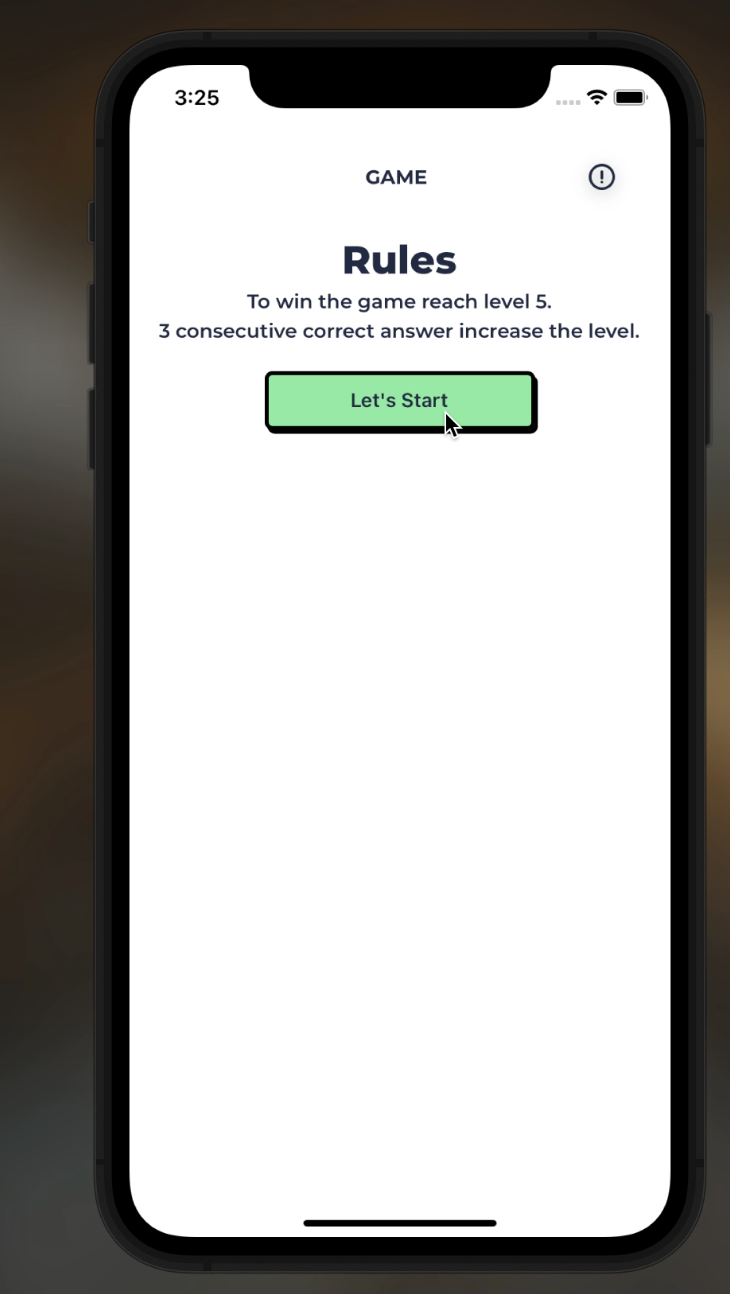 3:25
GAME
Rules
To win the game reach level 5.
3 consecutive correct answer increase the level.
Let's Start